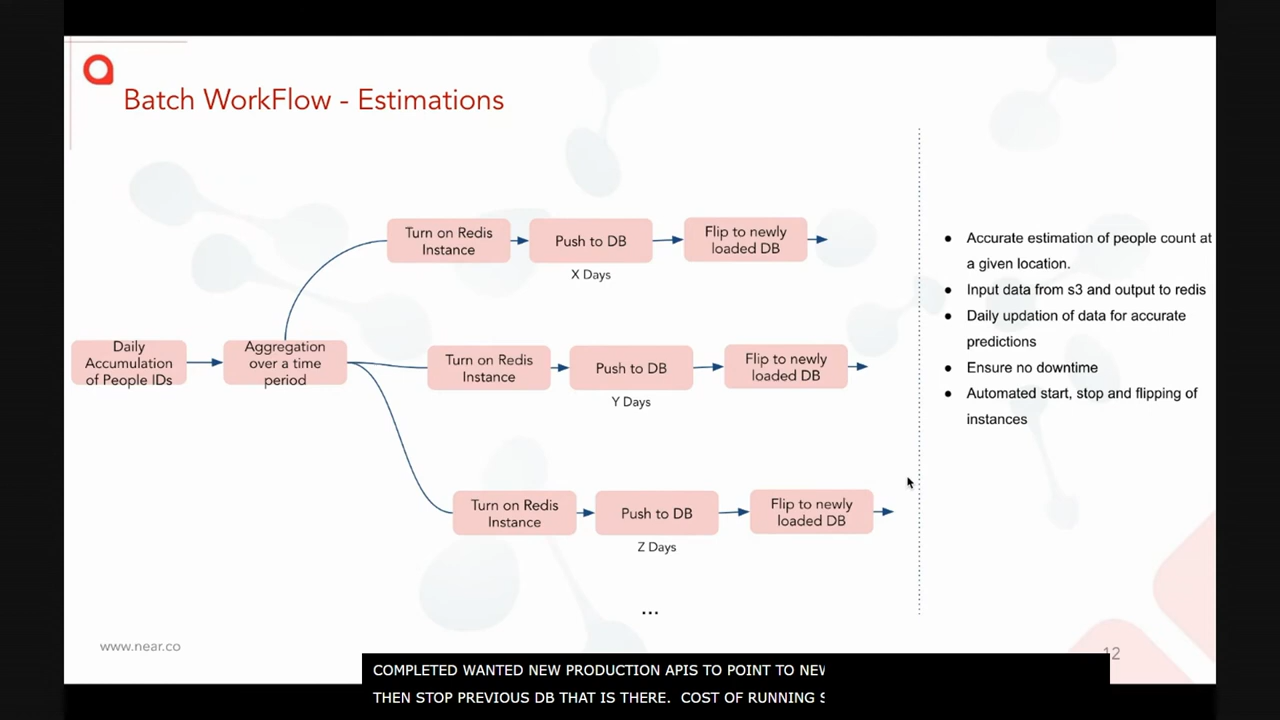 Batch WorkFlow - Estimations
Turn on Redis
Instance
Push to DB
Flip to newly
loaded DB
X Days
Daily
Accumulation
of People IDs
Aggregation
over a time
period
Turn on Redis
Instance
Push to DB
Flip to newly
loaded DB
Y Days
Turn on Redis
Instance
Push to DB
Flip to newly
loaded DB
Z Days
...
● Accurate estimation of people count at
a given location.
● Input data from s3 and output to redis
● Daily updation of data for accurate
predictions
● Ensure no downtime
● Automated start, stop and flipping of
instances
www.near.co
12
COMPLETED WANTED NEW PRODUCTION APIS TO POINT TO
THEN STOP PREVIOUS DB THAT IS THERE. COST OF RUNNING